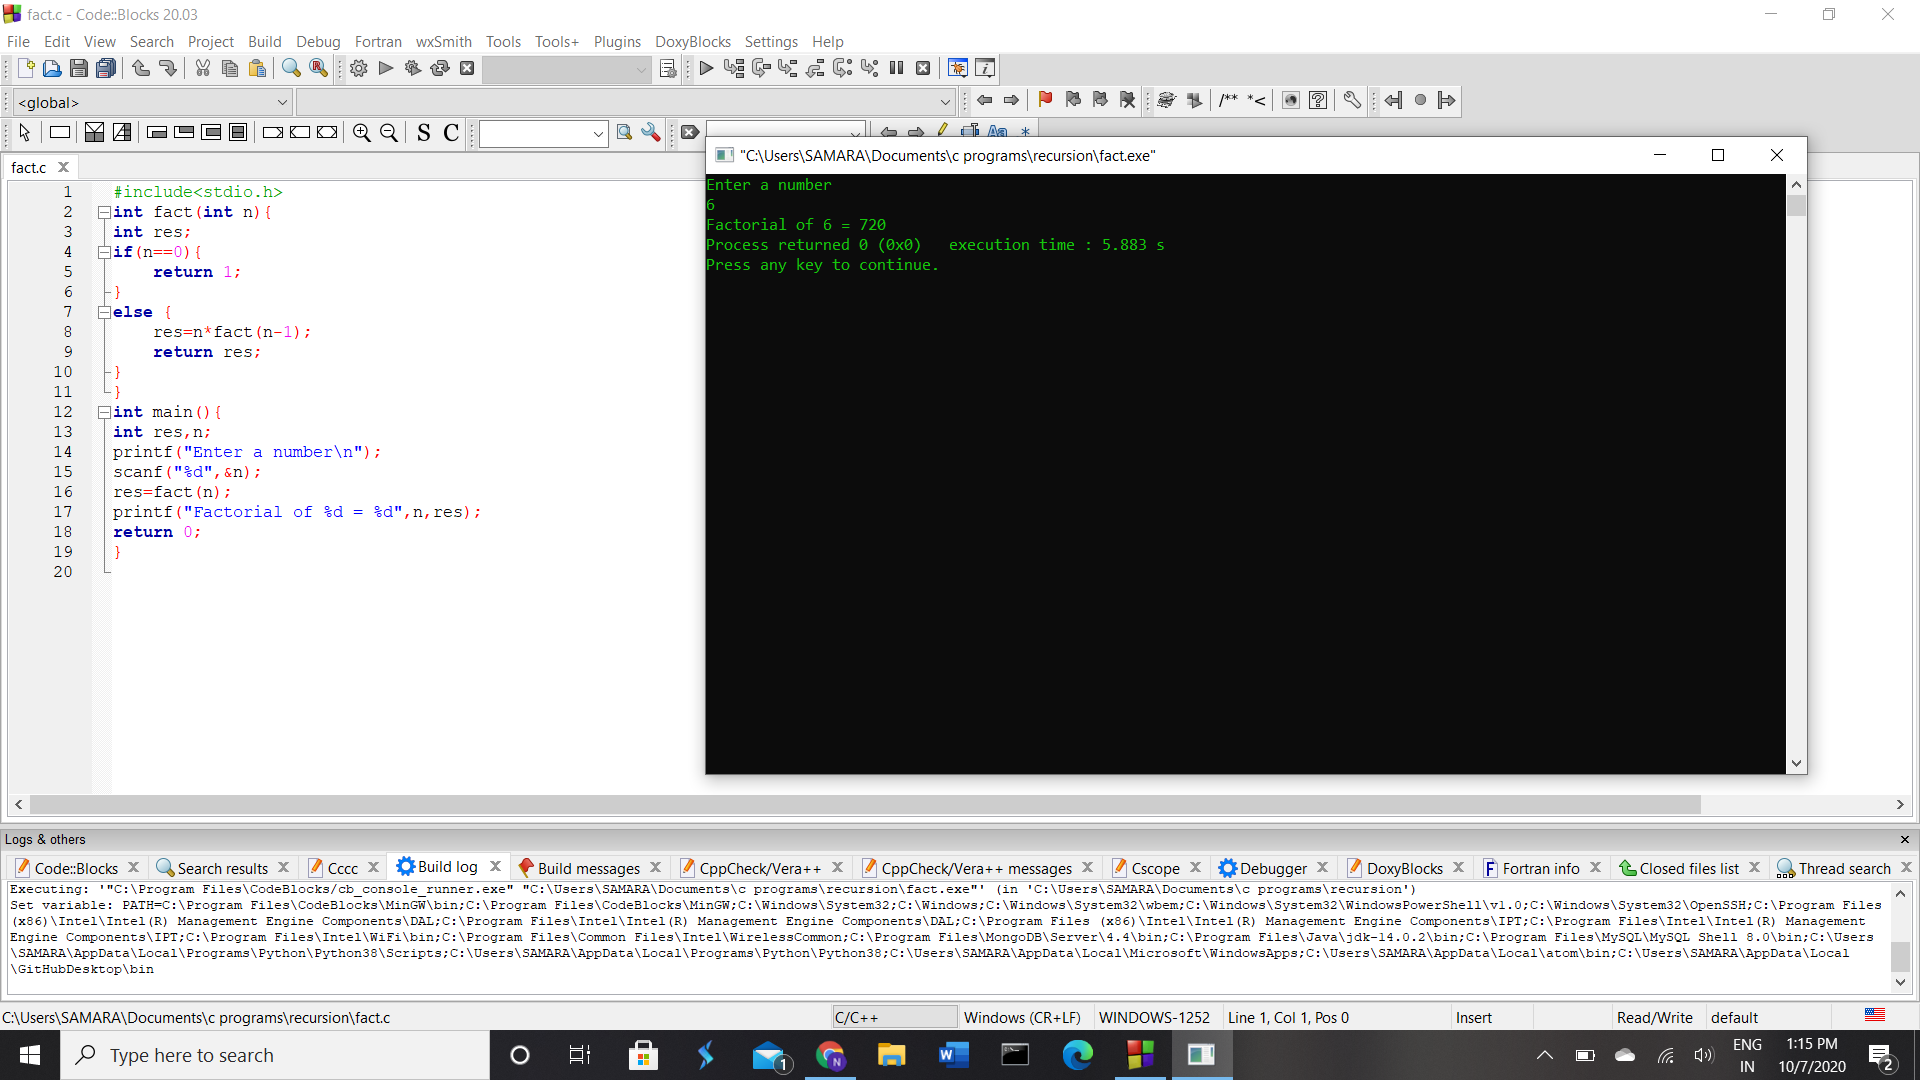 fact.c - Code::Blocks 20.03
File Edit View Search Project Build Debug Fortran wxSmith Tools Tools+ Plugins DoxyBlocks Settings Help
<global>
/** *<
S C
fact.c
1 #include<stdio.h>
2 int fact(int n){
3 int res;
4 if(n==0){
5 return 1;
6 }
7 else {
8 res=n*fact(n-1);
9 return res;
10 }
11 }
12 int main(){
13 int res,n;
14 printf("Enter a number\n");
15 scanf("%d",&n);
16 res=fact(n);
17 printf("Factorial of %d = %d",n,res);
18 return 0;
19 }
20
"C:\Users\SAMARA\Documents\c programs\recursion\fact.exe"
Enter a number
6
Factorial of 6 = 720
Process returned 0 (0x0)   execution time : 5.883 s
Press any key to continue.
Logs & others
Code::Blocks Search results Cccc Build log Build messages CppCheck/Vera++ CppCheck/Vera++ messages Cscope Debugger DoxyBlocks Fortran info Closed files list Thread search
Executing: '"C:\Program Files\CodeBlocks/cb_console_runner.exe" "C:\Users\SAMARA\Documents\c programs\recursion\fact.exe"' (in 'C:\Users\SAMARA\Documents\c programs\recursion')
Set variable: PATH=C:\Program Files\CodeBlocks\MinGW\bin;C:\Program Files\CodeBlocks\MinGW;C:\Windows\System32;C:\Windows;C:\Windows\System32\wbem;C:\Windows\System32\WindowsPowerShell\v1.0;C:\Windows\System32\OpenSSH;C:\Program Files
(x86)\Intel\Intel(R) Management Engine Components\DAL;C:\Program Files\Intel\Intel(R) Management Engine Components\DAL;C:\Program Files (x86)\Intel\Intel(R) Management Engine Components\IPT;C:\Program Files\Intel\Intel(R) Management
Engine Components\IPT;C:\Program Files\Intel\WiFi\bin;C:\Program Files\Common Files\Intel\WirelessCommon;C:\Program Files\MongoDB\Server\4.4\bin;C:\Program Files\Java\jdk-14.0.2\bin;C:\Program Files\MySQL\MySQL Shell 8.0\bin;C:\Users
\SAMARA\AppData\Local\Programs\Python\Python38\Scripts;C:\Users\SAMARA\AppData\Local\Programs\Python\Python38;C:\Users\SAMARA\AppData\Local\Microsoft\WindowsApps;C:\Users\SAMARA\AppData\Local\atom\bin;C:\Users\SAMARA\AppData\Local
\GitHubDesktop\bin
C:\Users\SAMARA\Documents\c programs\recursion\fact.c C/C++ Windows (CR+LF) WINDOWS-1252 Line 1, Col 1, Pos 0 Insert Read/Write default
Type here to search
1
N
ENG
IN
1:15 PM
10/7/2020
2